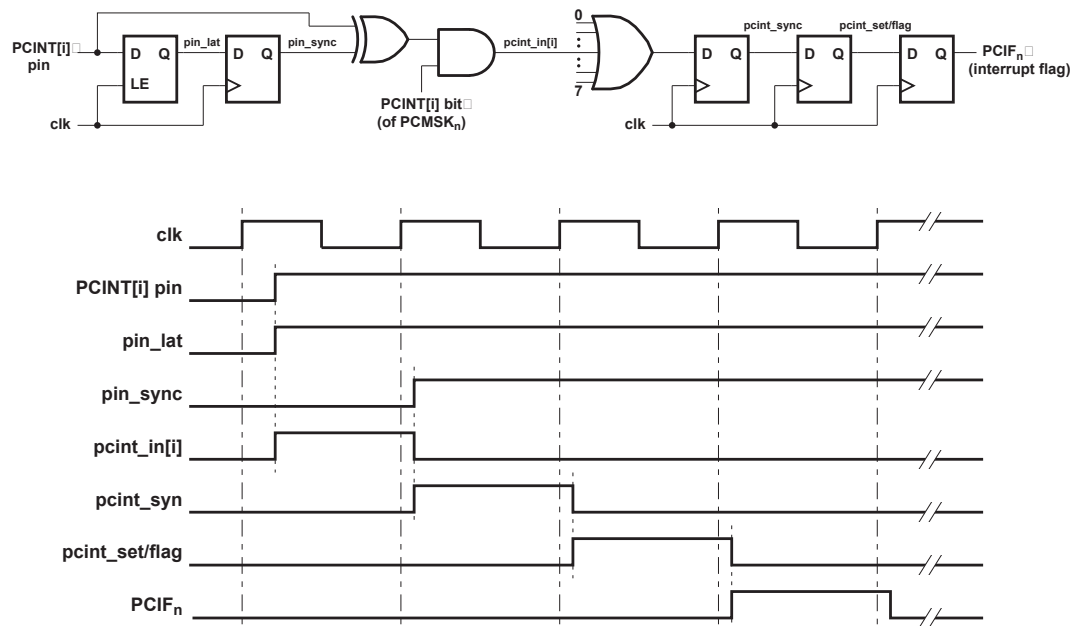 PCINT[i]□
pin
D
Q
LE
clk
pin_lat
D
Q
pin_sync
PCINT[i] bit□
(of PCMSKn)
pcint_in[i]
0
7
clk
D
Q
pcint_sync
D
Q
pcint_set/flag
D
Q
PCIFn□
(interrupt flag)
clk
PCINT[i] pin
pin_lat
pin_sync
pcint_in[i]
pcint_syn
pcint_set/flag
PCIFn